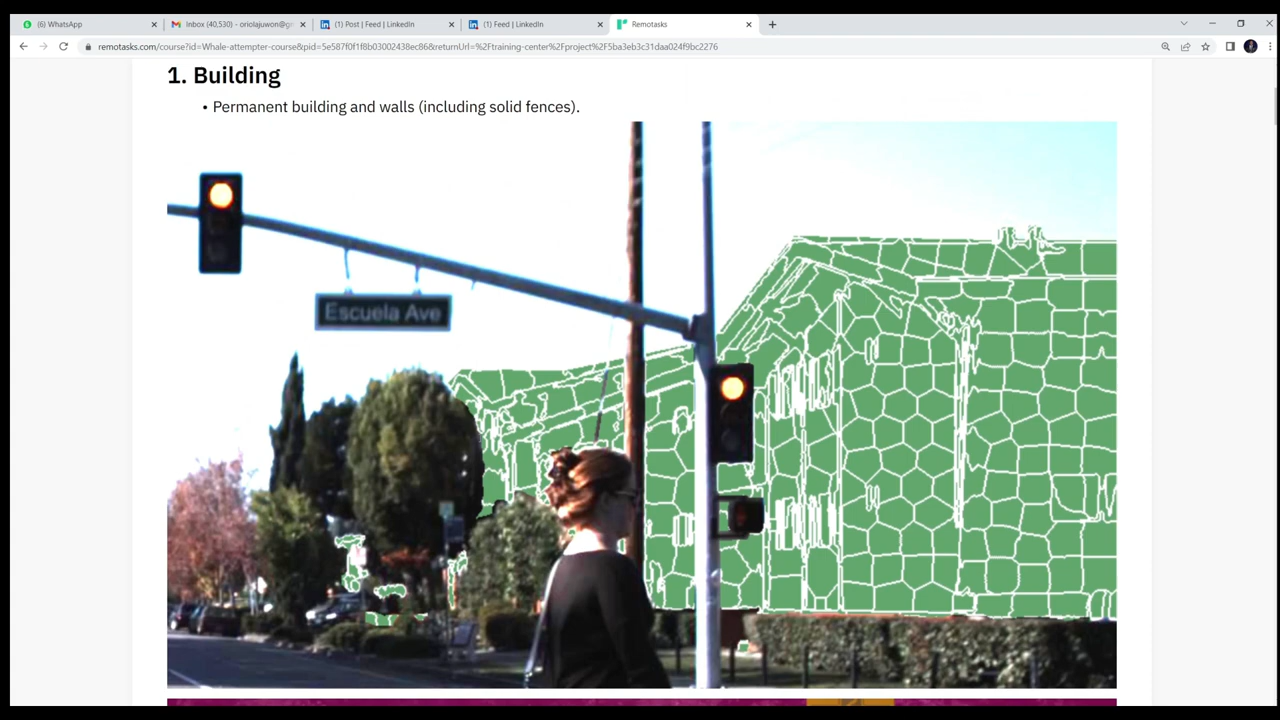 (6) WhatsApp
Inbox (40,530) - oriolajuwon@gr
(1) Post | Feed | LinkedIn
(1) Feed | LinkedIn
Remotasks
remotasks.com/course?id=Whale-attempter-course&pid=5e587f0f1f8b03002438ec86&returnUrl=%2Ftraining-center%2Fproject%2F5ba3eb3c31daa024f9bc2276
1. Building
• Permanent building and walls (including solid fences).
Escuela Ave